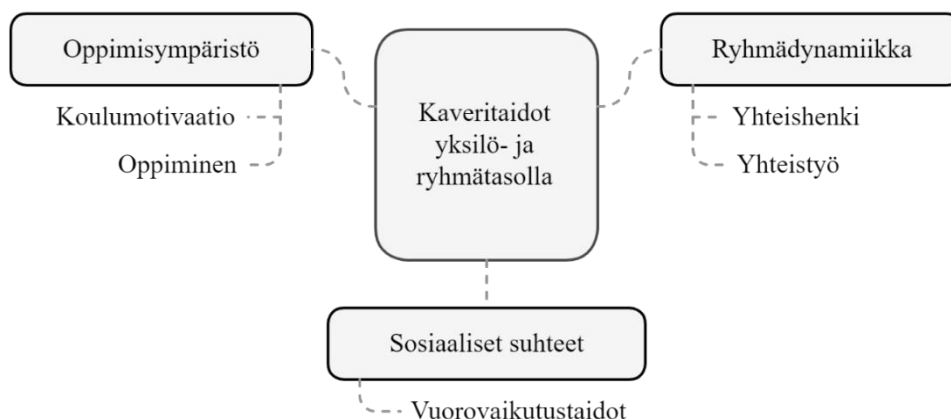 Oppimisympäristö
Koulumotivaatio
Oppiminen
Kaveritaidot
yksilö- ja
ryhmätasolla
Ryhmädynamiikka
Yhteishenki
Yhteistyö
Sosiaaliset suhteet
Vuorovaikutustaidot